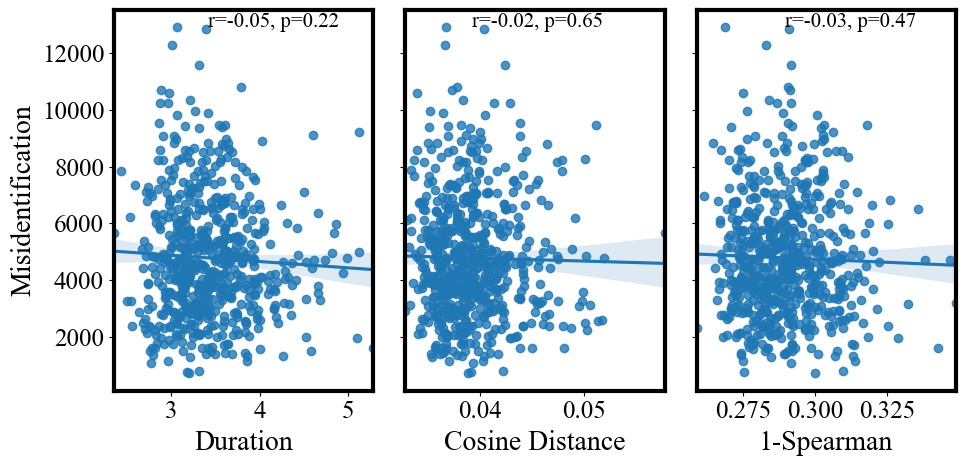 r=-0.05, p=0.22
r=-0.02, p=0.65
r=-0.03, p=0.47
Misidentification
12000
10000
8000
6000
4000
2000
3 4 5
0.04 0.05
0.275 0.300 0.325
Duration
Cosine Distance
1-Spearman